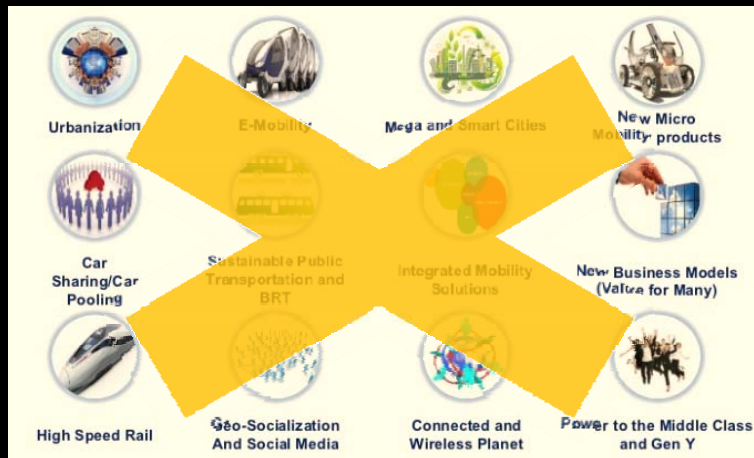 Urbanization
E-Mobility
Mega and Smart Cities
New Micro
Mobility products
Car
Sharing/Car
Pooling
Sustainable Public
Transportation and
BRT
Integrated Mobility
Solutions
New Business Models
(Value for Many)
High Speed Rail
Geo-Socialization
And Social Media
Connected and
Wireless Planet
Power to the Middle Class
and Gen Y